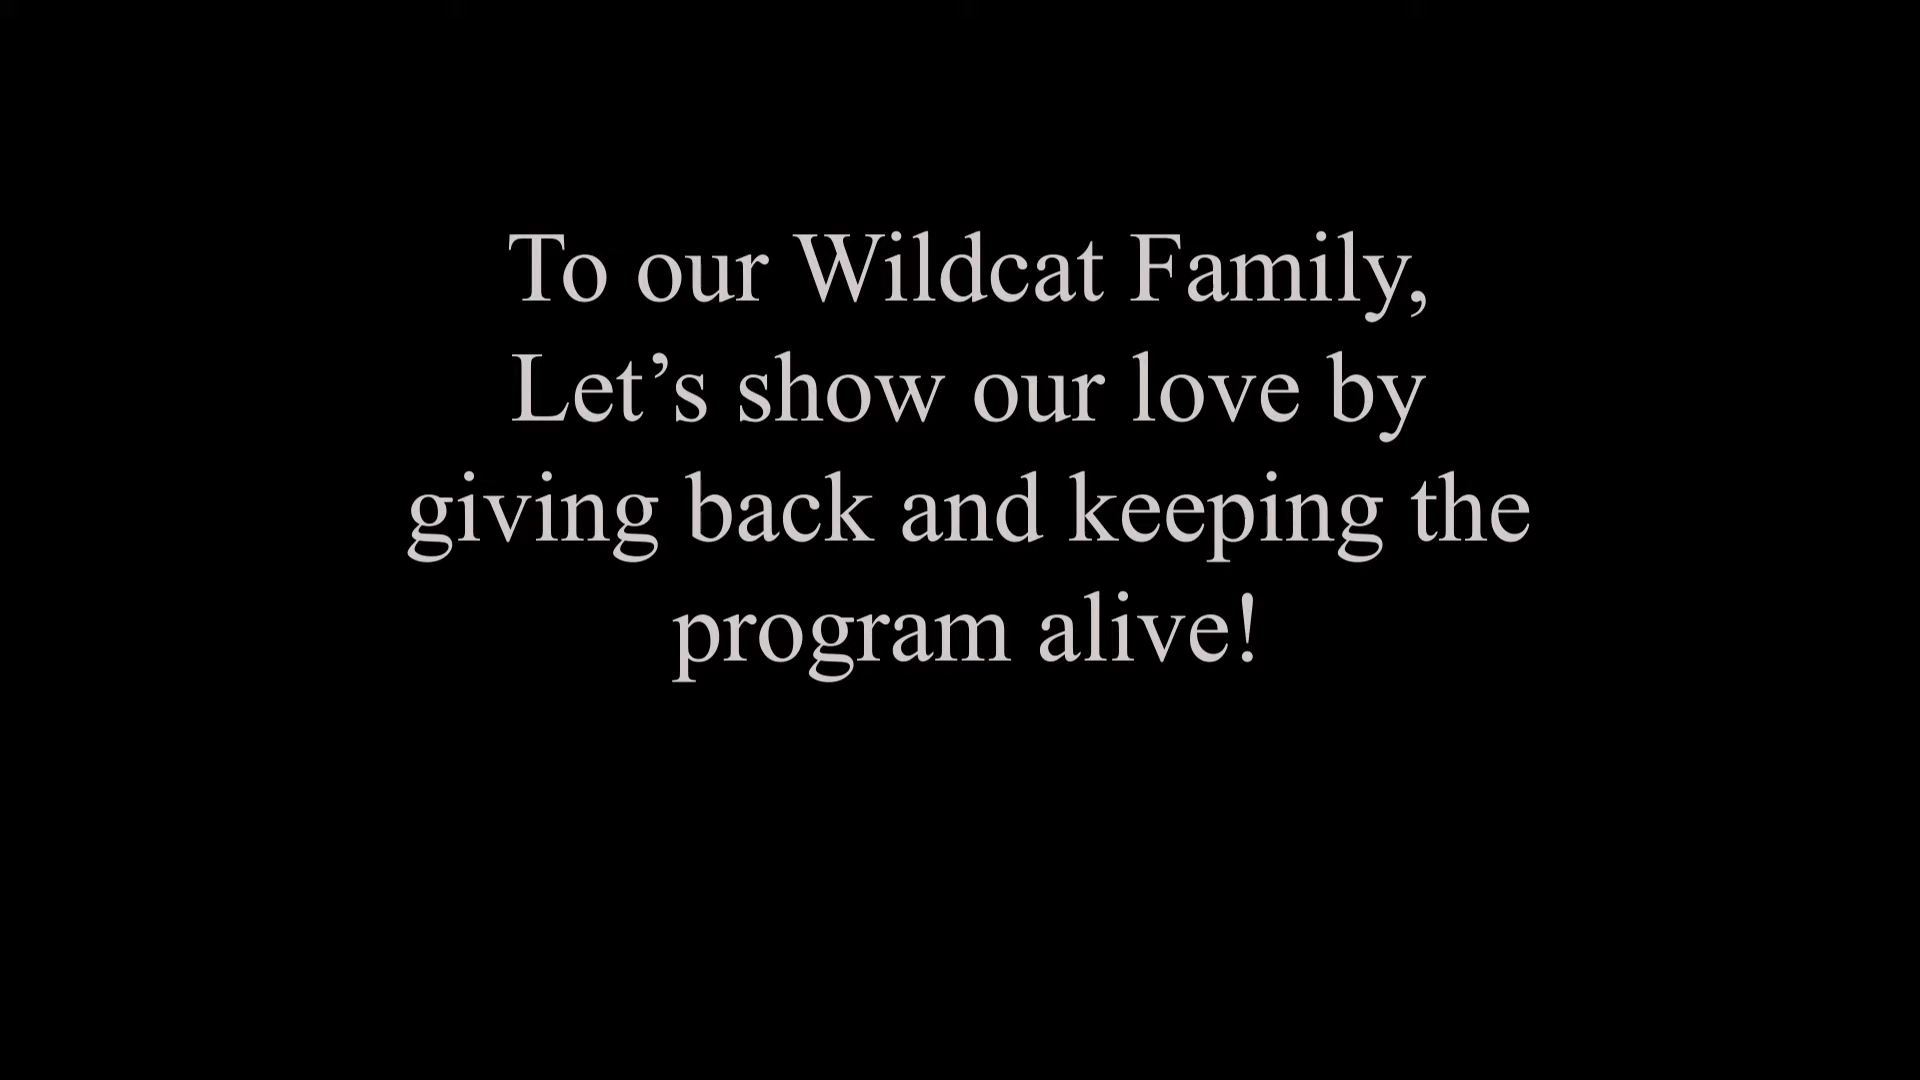 To our Wildcat Family,
Let’s show our love by
giving back and keeping the
program alive!